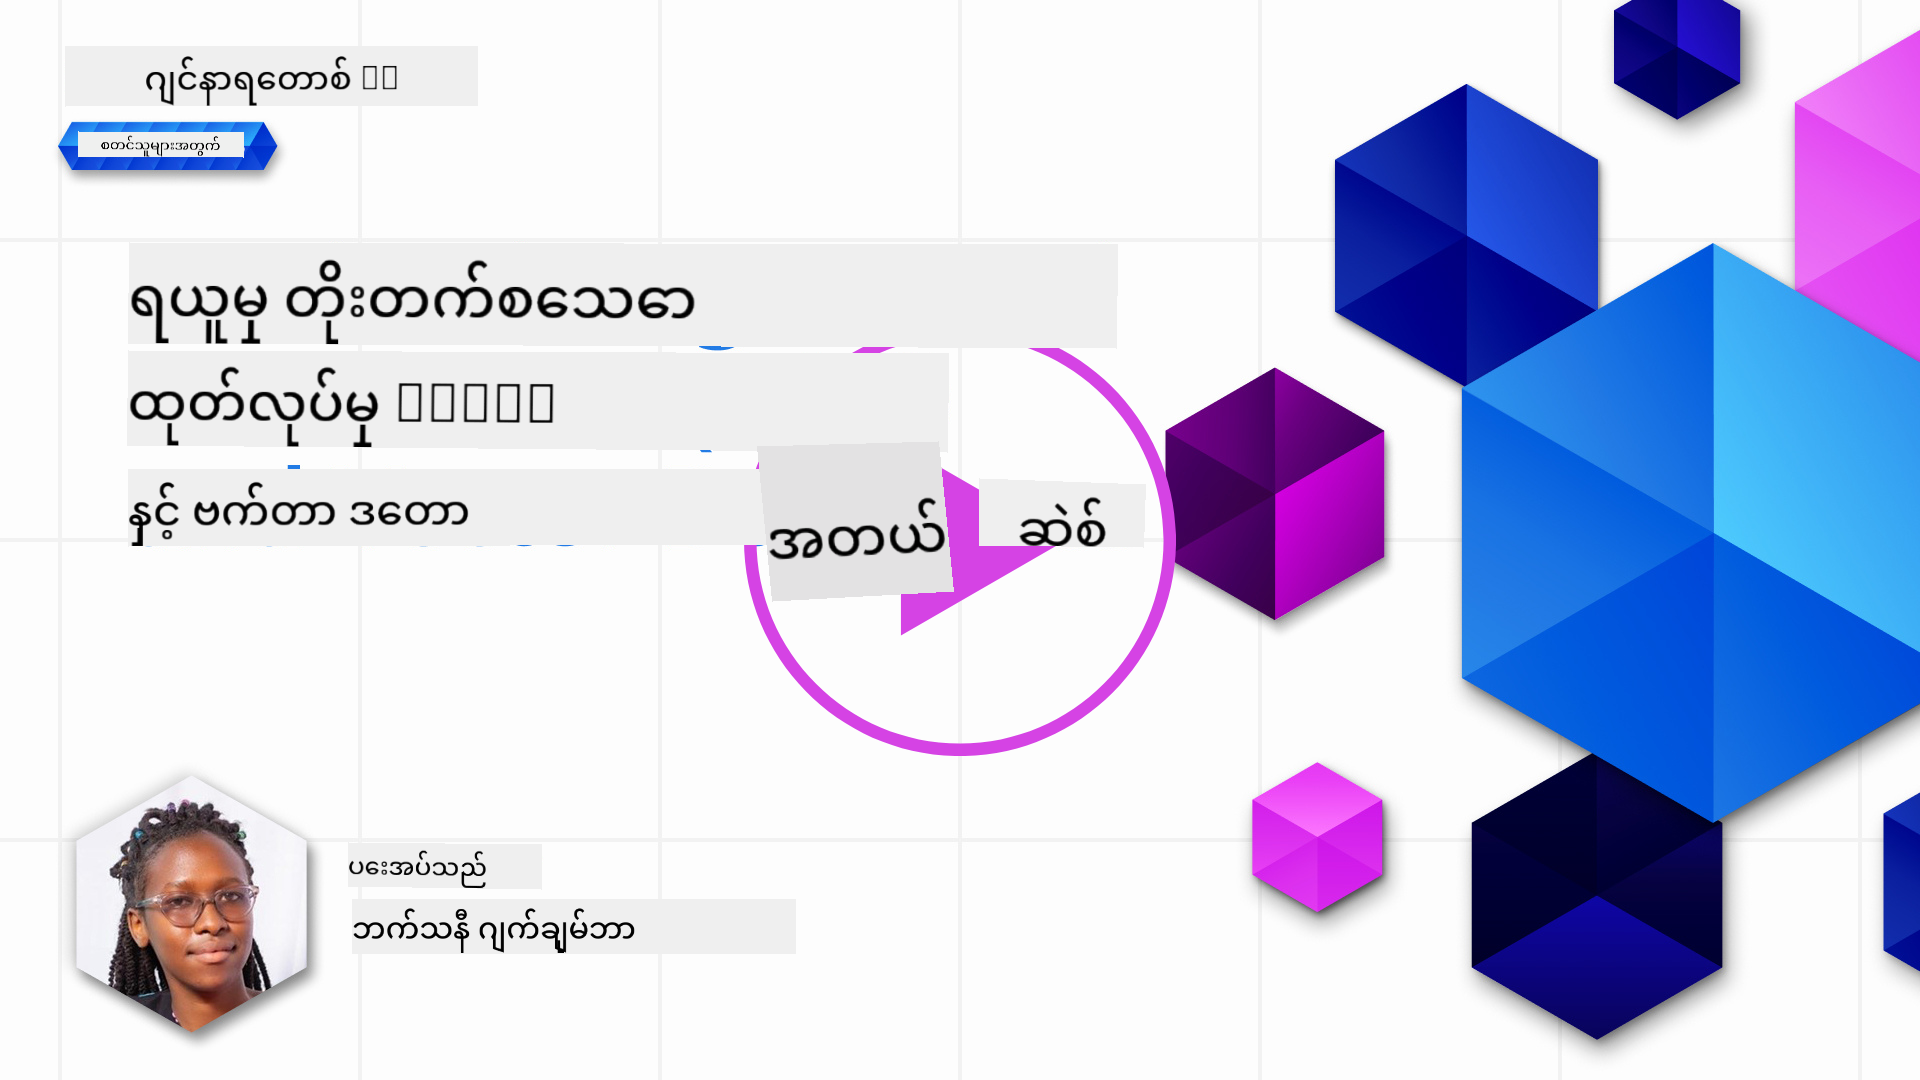 ဂျင်နာရတောစ်
စတင်သူများအတွက်
ရယူမှု တိုးတက်စသေော
ထုတ်လုပ်မှု
နှင့် ဗက်တာ ဒတော
အတယ်
ဆဲစ်
ပးေအပ်သည်
ဘက်သနီ ဂျက်ချမ်ဘာ